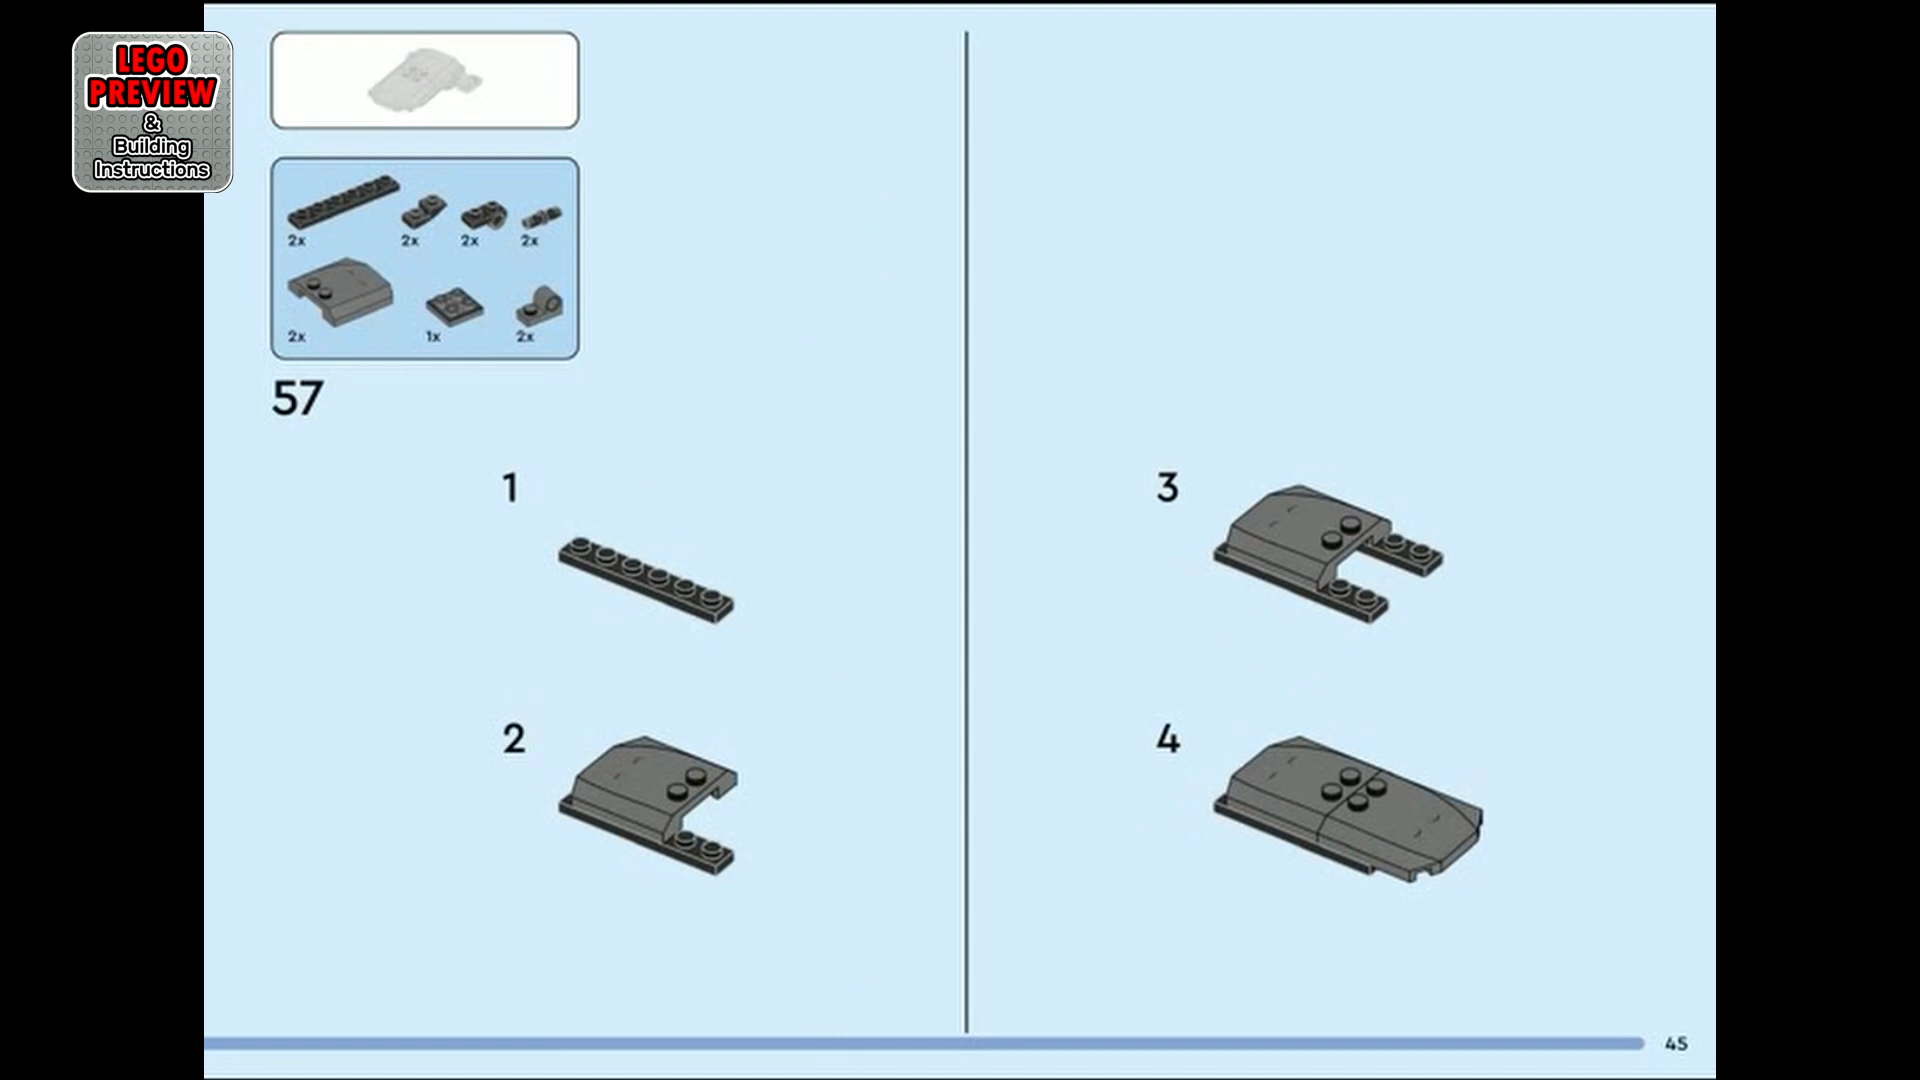 LEGO
PREVIEW
&
Building
Instructions
2x 2x 2x 2x
2x 1x 2x
57
1
2
3
4
45